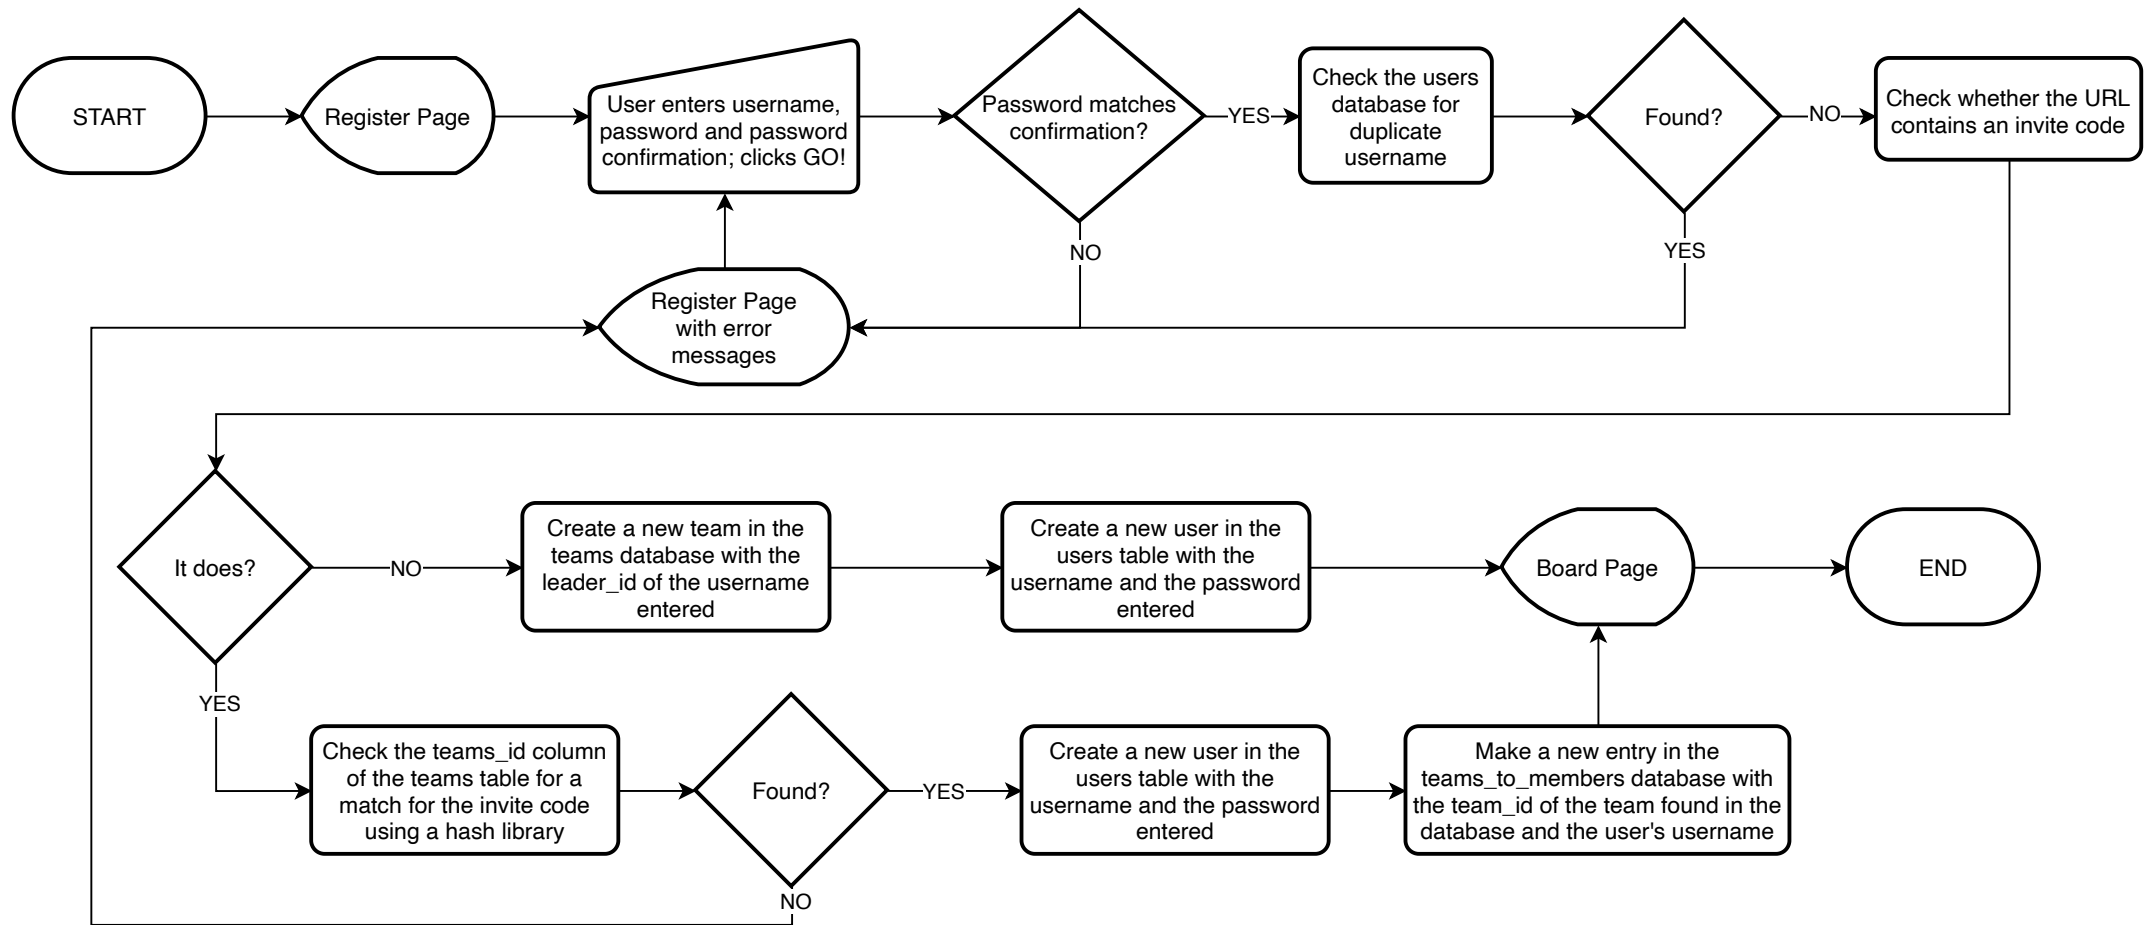 START
Register Page
User enters username,
password and password
confirmation; clicks GO!
Password matches
confirmation?
YES
Check the users
database for
duplicate
username
Found?
NO
Check whether the URL
contains an invite code
NO
YES
Register Page
with error
messages
It does?
NO
Create a new team in the
teams database with the
leader_id of the username
entered
Create a new user in the
users table with the
username and the password
entered
Board Page
END
YES
Check the teams_id column
of the teams table for a
match for the invite code
using a hash library
Found?
YES
Create a new user in the
users table with the
username and the password
entered
Make a new entry in the
teams_to_members database with
the team_id of the team found in the
database and the user's username
NO